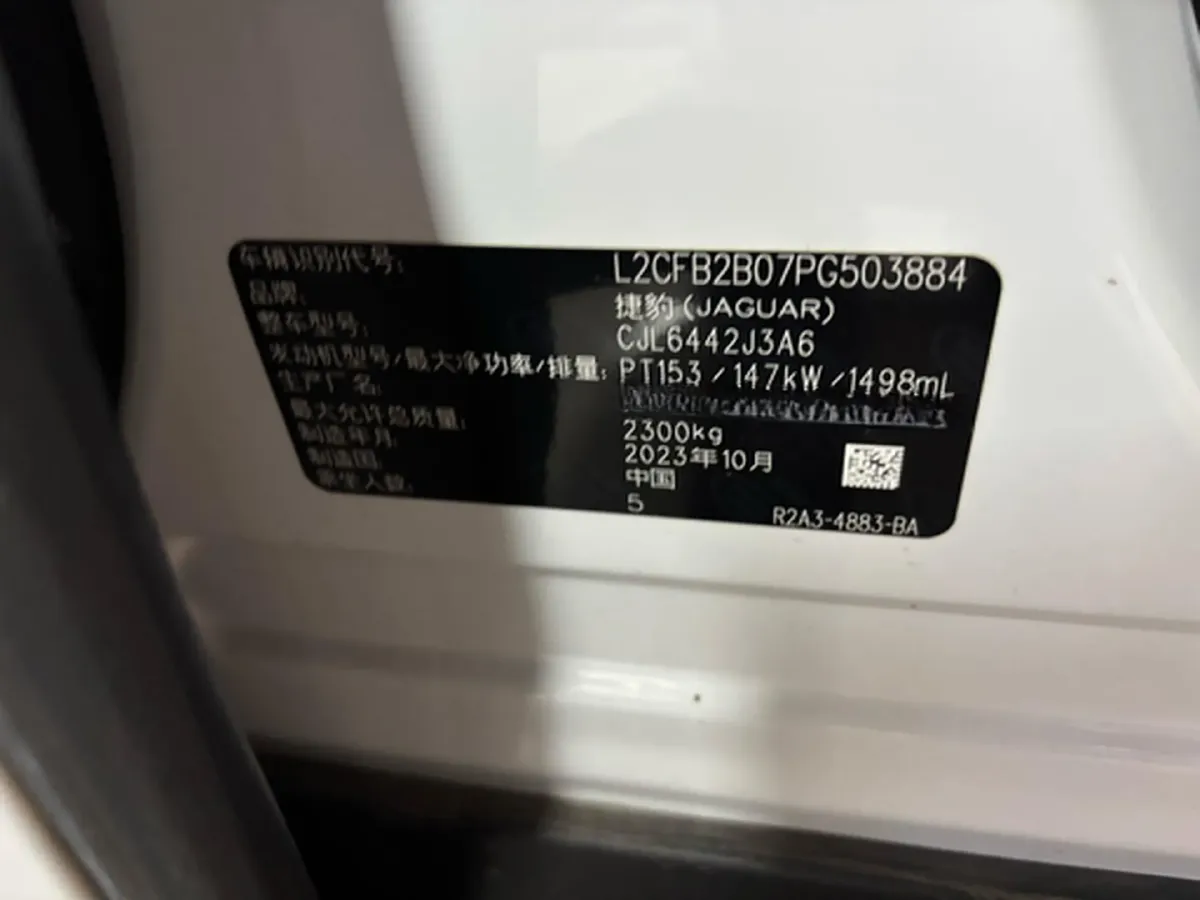 车辆识别代号: L2CFB2B07PG503884
品牌: 捷豹(JAGUAR)
整车型号: CJL6442J3A6
发动机型号/最大净功率/排量: PT153/147kW/1498mL
生产厂名:
最大允许总质量: 2300kg
制造年月: 2023年10月
制造国: 中国
乘坐人数: 5
R2A3-4883-BA